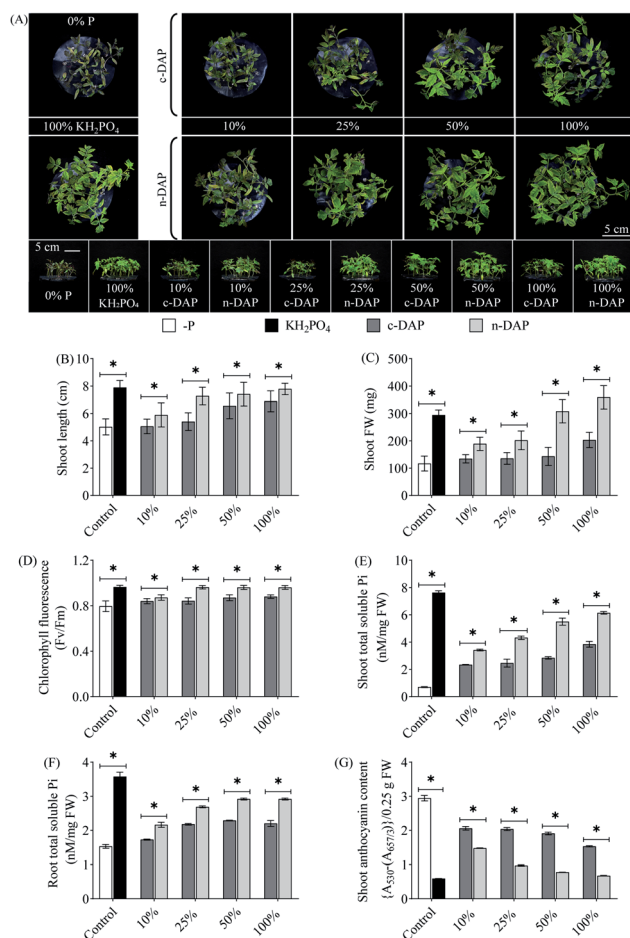 (A)
0% P
c-DAP
100% KH₂PO₄
10%
25%
50%
100%
n-DAP
5 cm
5 cm
0% P
100%
KH₂PO₄
10%
c-DAP
10%
n-DAP
25%
c-DAP
25%
n-DAP
50%
c-DAP
50%
n-DAP
100%
c-DAP
100%
n-DAP
-P
KH₂PO₄
c-DAP
n-DAP
(B)
Shoot length (cm)
10
8
6
4
2
0
* * * * *
Control
10%
25%
50%
100%
(C)
Shoot FW (mg)
500
400
300
200
100
0
* * * * *
Control
10%
25%
50%
100%
(D)
Chlorophyll fluorescence
(Fv/Fm)
1.2
0.8
0.4
0.0
* * * * *
Control
10%
25%
50%
100%
(E)
Shoot total soluble Pi
(nM/mg FW)
10
8
6
4
2
0
* * * * *
Control
10%
25%
50%
100%
(F)
Root total soluble Pi
(nM/mg FW)
4
3
2
1
0
* * * * *
Control
10%
25%
50%
100%
(G)
Shoot anthocyanin content
{A₅₃₀-(A₆₅₇/₃)}/0.25 g FW
4
3
2
1
0
* * * * *
Control
10%
25%
50%
100%